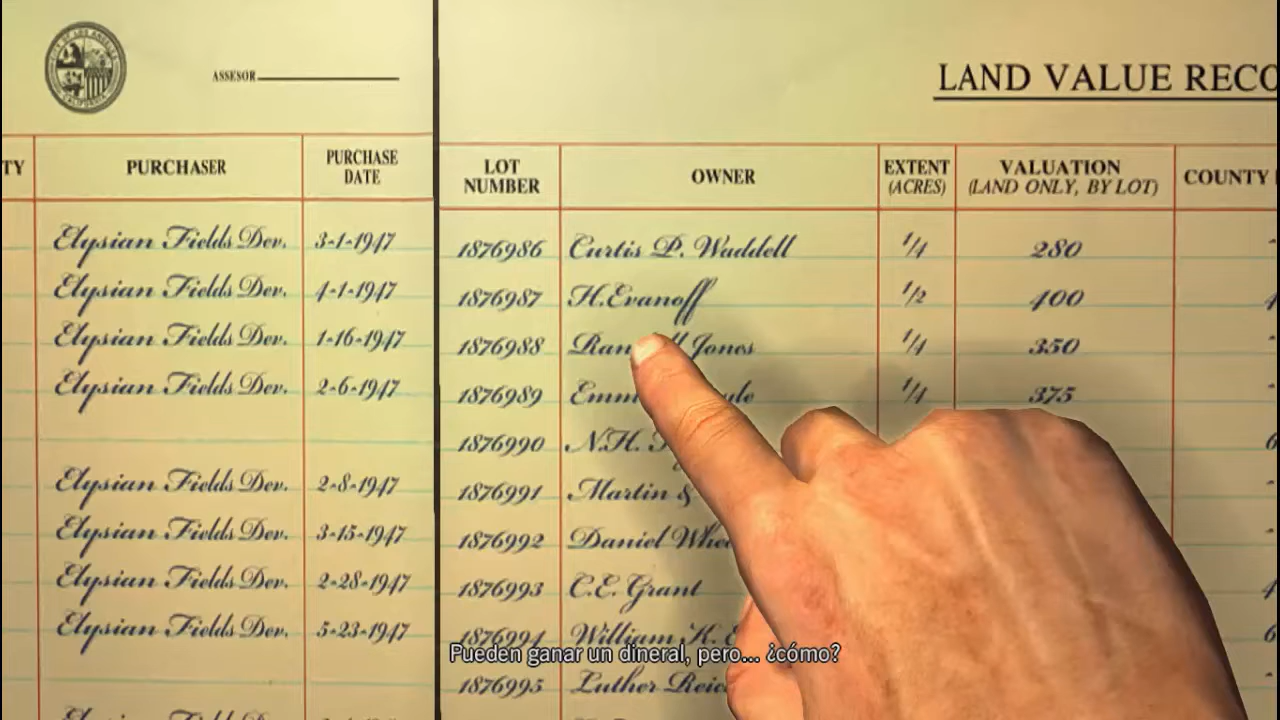 CITY OF LOS ANGELES
CALIFORNIA
ASSESOR
TY PURCHASER PURCHASE DATE
Elysian Fields Dev. 3-1-1947
Elysian Fields Dev. 4-1-1947
Elysian Fields Dev. 1-16-1947
Elysian Fields Dev. 2-6-1947
Elysian Fields Dev. 2-8-1947
Elysian Fields Dev. 3-15-1947
Elysian Fields Dev. 2-28-1947
Elysian Fields Dev. 5-23-1947
LAND VALUE RECO
LOT NUMBER OWNER EXTENT (ACRES) VALUATION (LAND ONLY, BY LOT) COUNTY
1876986 Curtis P. Waddell 1/4 280
1876987 H.Evanoff 1/2 400
1876988 Jones 1/4 350
1876989 1/4 375
1876990 N.H.
1876991 Martin &
1876992 Daniel
1876993 C.E. Grant
1876994 William K.
1876995 Luther
Pueden ganar un dineral, pero... ¿cómo?